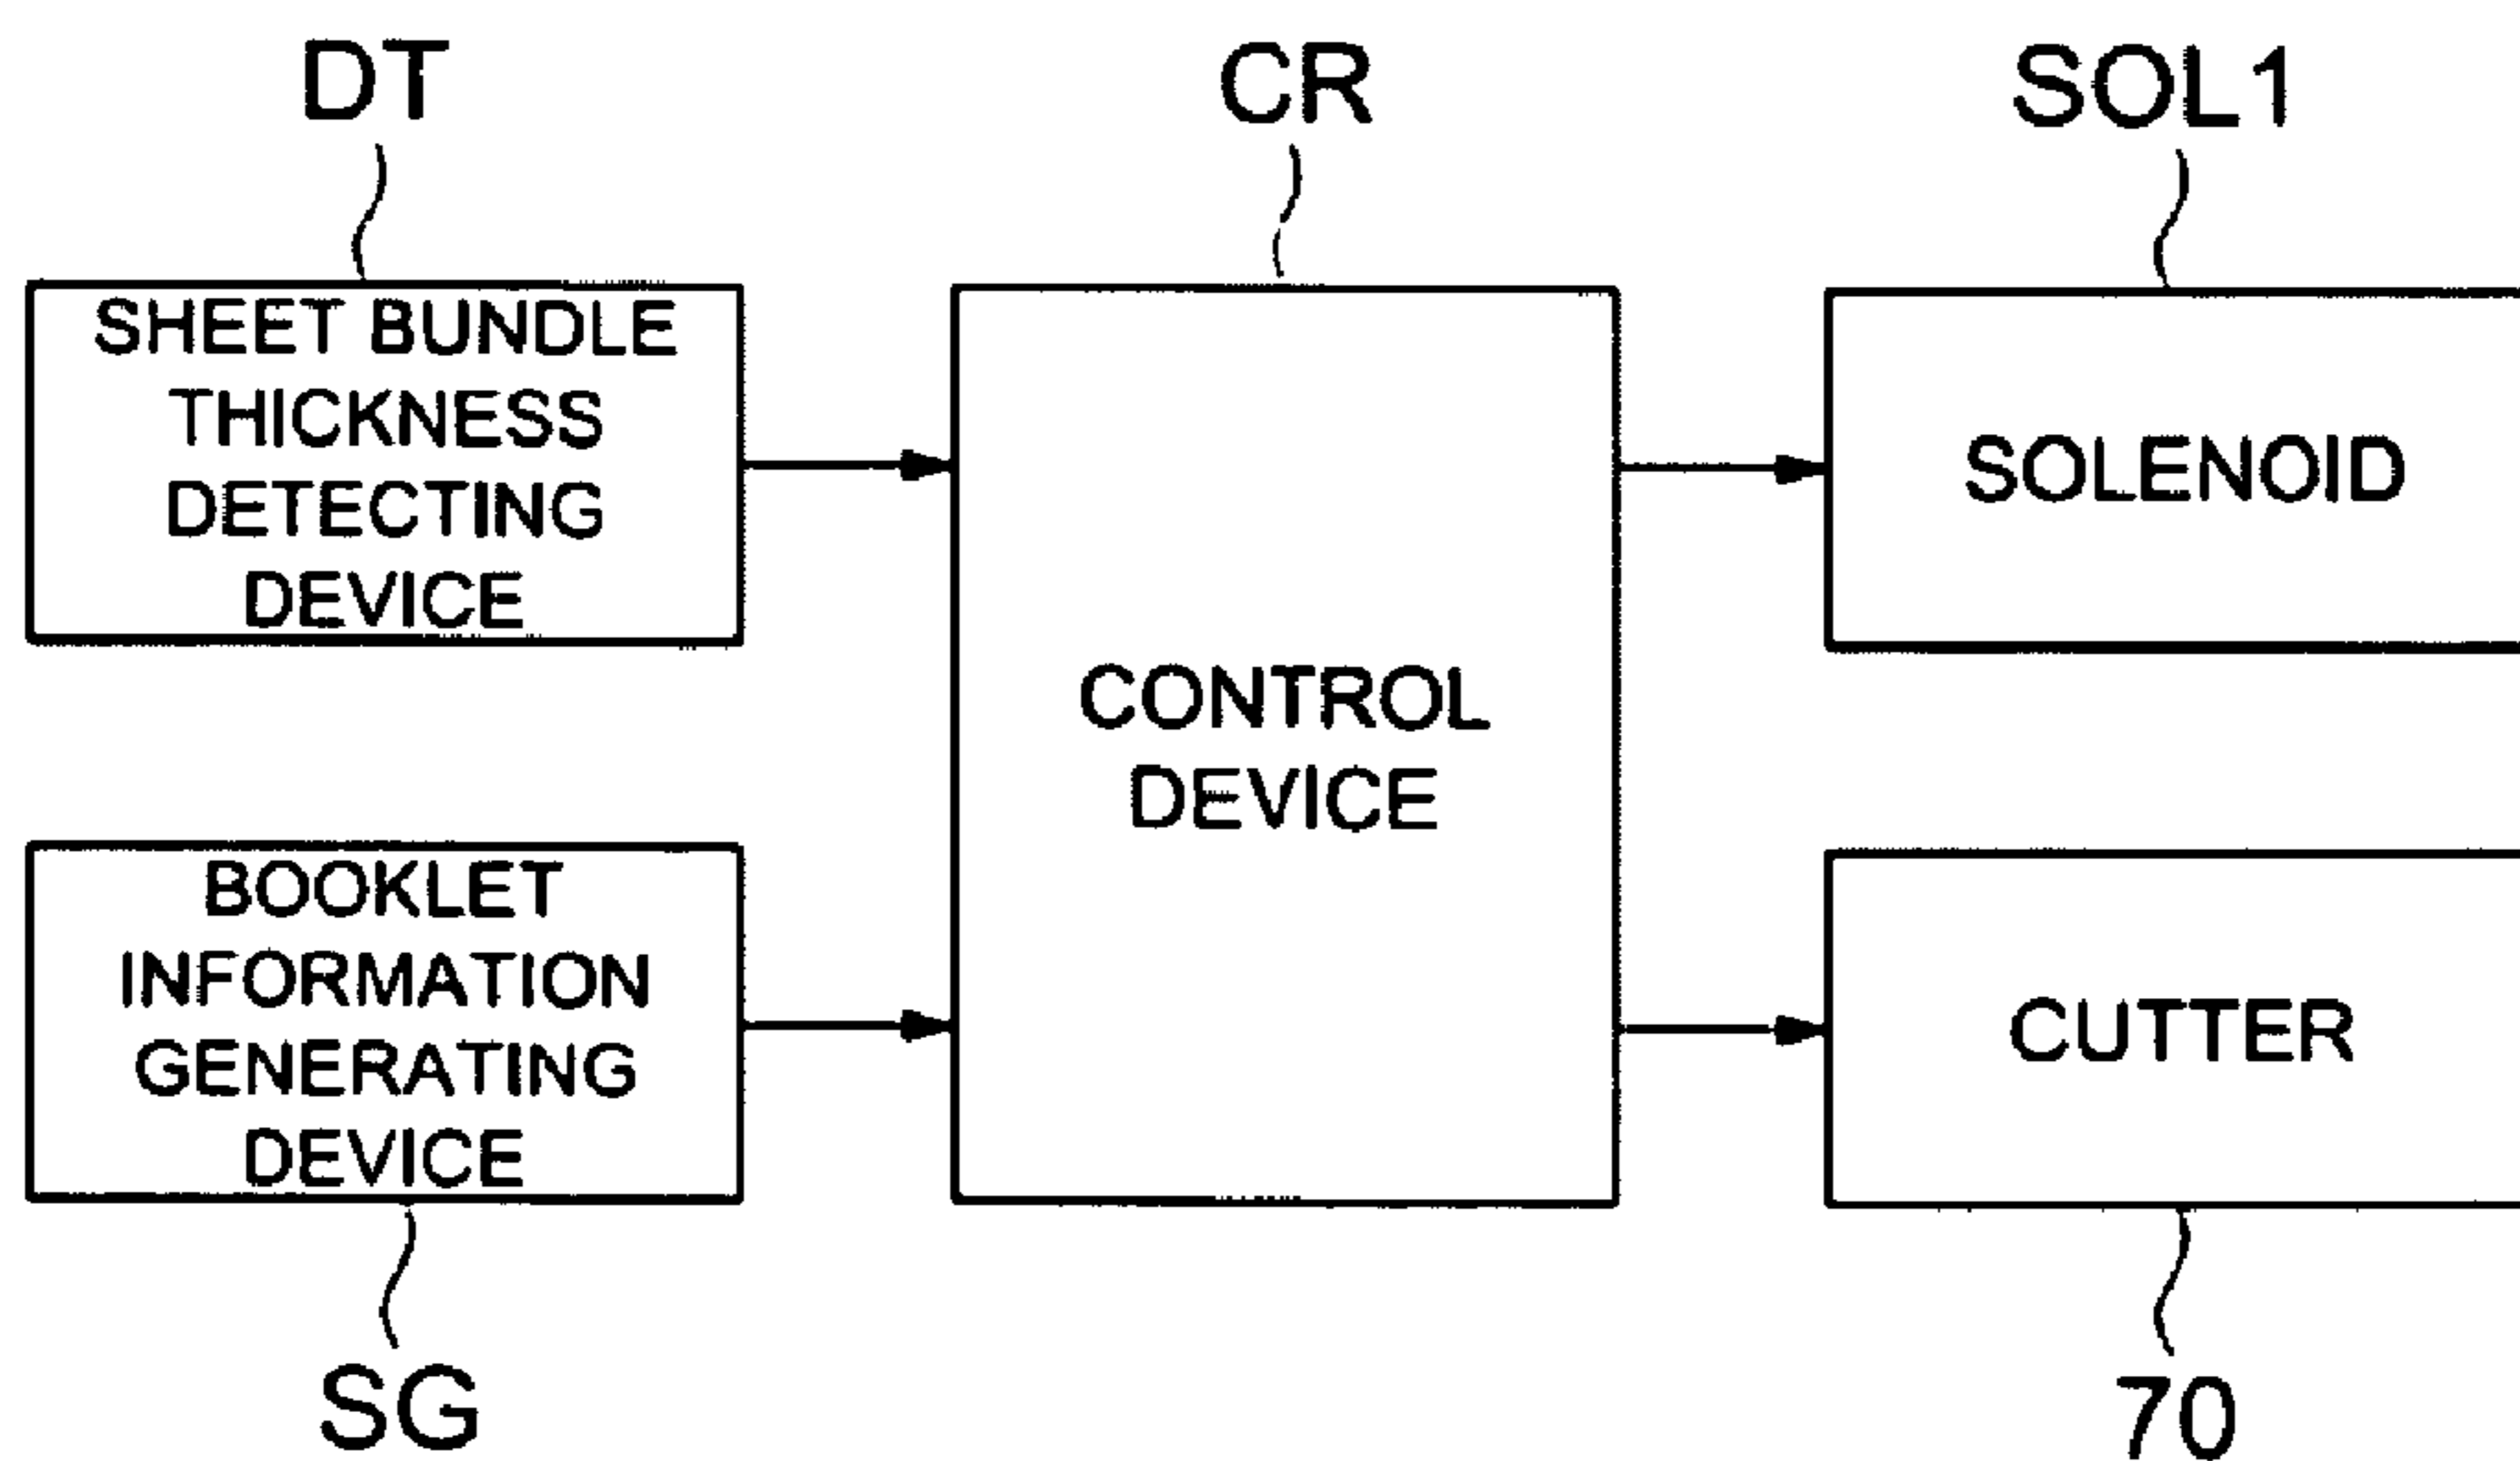 DT
CR
SOL1
SHEET BUNDLE
THICKNESS
DETECTING
DEVICE
SOLENOID
CONTROL
DEVICE
BOOKLET
INFORMATION
GENERATING
DEVICE
CUTTER
SG
70